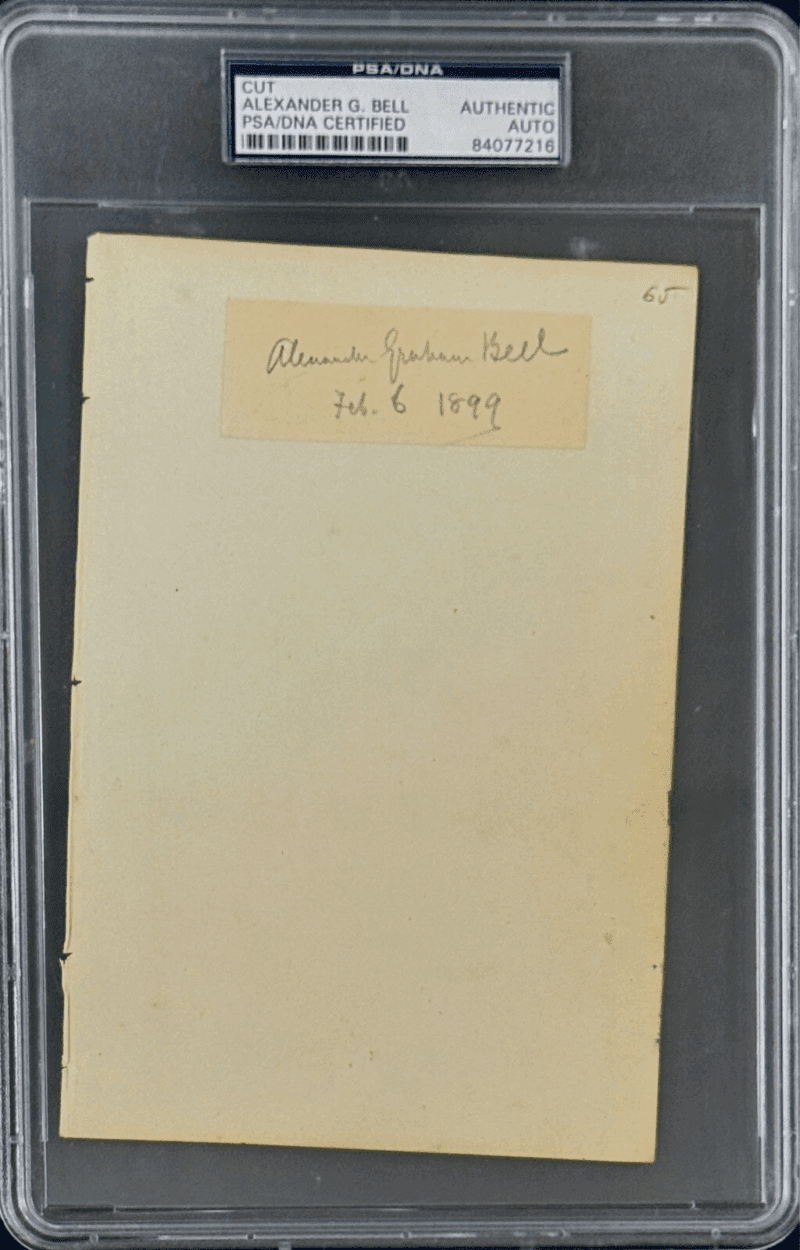 PSA/DNA
CUT
ALEXANDER G. BELL
PSA/DNA CERTIFIED
AUTHENTIC
AUTO
84077216
65
Alexander Graham Bell
Feb. 6 1899